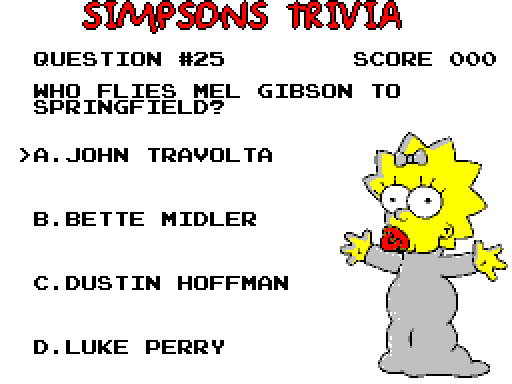 SIMPSONS TRIVIA
QUESTION #25 SCORE 000
WHO FLIES MEL GIBSON TO
SPRINGFIELD?
>A.JOHN TRAVOLTA
B.BETTE MIDLER
C.DUSTIN HOFFMAN
D.LUKE PERRY